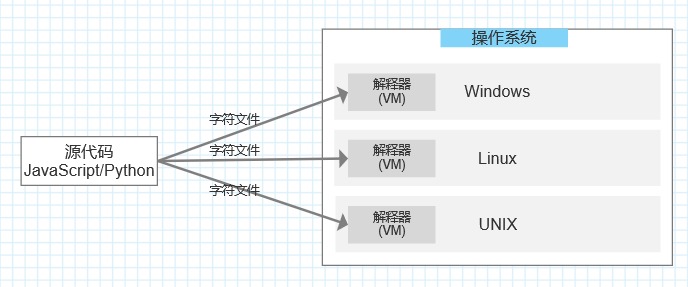 操作系统
解释器
(VM)
Windows
字符文件
源代码
JavaScript/Python
字符文件
解释器
(VM)
Linux
字符文件
解释器
(VM)
UNIX